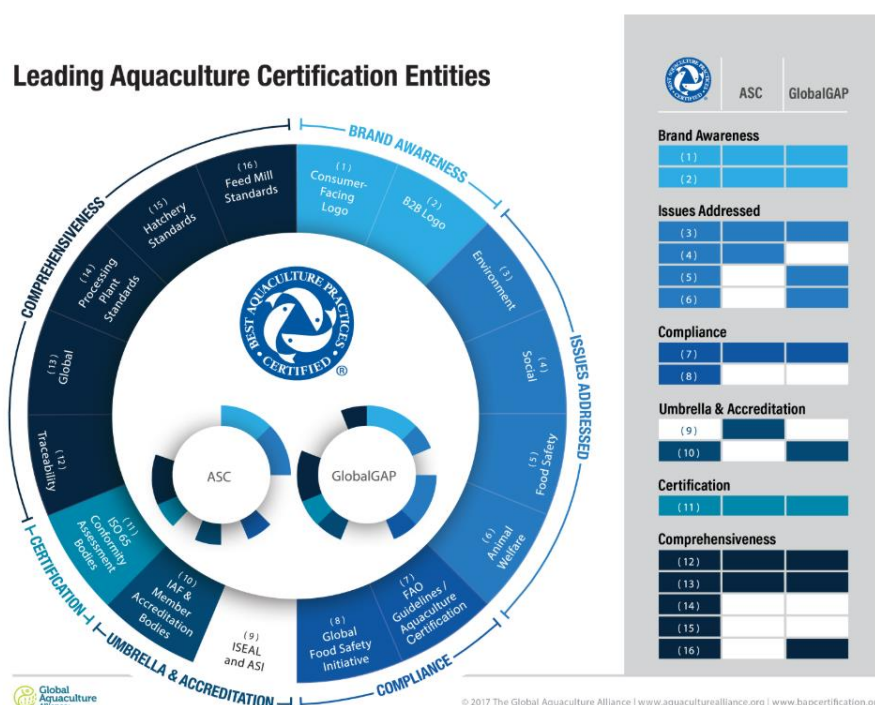 Leading Aquaculture Certification Entities
BRAND AWARENESS
ISSUES ADDRESSED
COMPLIANCE
UMBRELLA & ACCREDITATION
CERTIFICATION
COMPREHENSIVENESS
(1)
Consumer-
Facing
Logo
(2)
B2B Logo
(3)
Environment
(4)
Social
(5)
Food Safety
(6)
Animal
Welfare
(7)
FAO
Guidelines /
Aquaculture
Certification
(8)
Global
Food Safety
Initiative
(9)
ISEAL
and ASI
(10)
IAF &
Member
Accreditation
Bodies
(11)
ISO 65
Conformity
Assessment
Bodies
(12)
Traceability
(13)
Global
(14)
Processing
Plant
Standards
(15)
Hatchery
Standards
(16)
Feed Mill
Standards
BEST AQUACULTURE PRACTICES
• CERTIFIED •
®
ASC
GlobalGAP
BEST AQUACULTURE PRACTICES
• CERTIFIED •
®
ASC
GlobalGAP
Brand Awareness
(1)
(2)
Issues Addressed
(3)
(4)
(5)
(6)
Compliance
(7)
(8)
Umbrella & Accreditation
(9)
(10)
Certification
(11)
Comprehensiveness
(12)
(13)
(14)
(15)
(16)
Global
Aquaculture
© 2017 The Global Aquaculture Alliance | www.aquaculturealliance.org | www.bapcertification.or